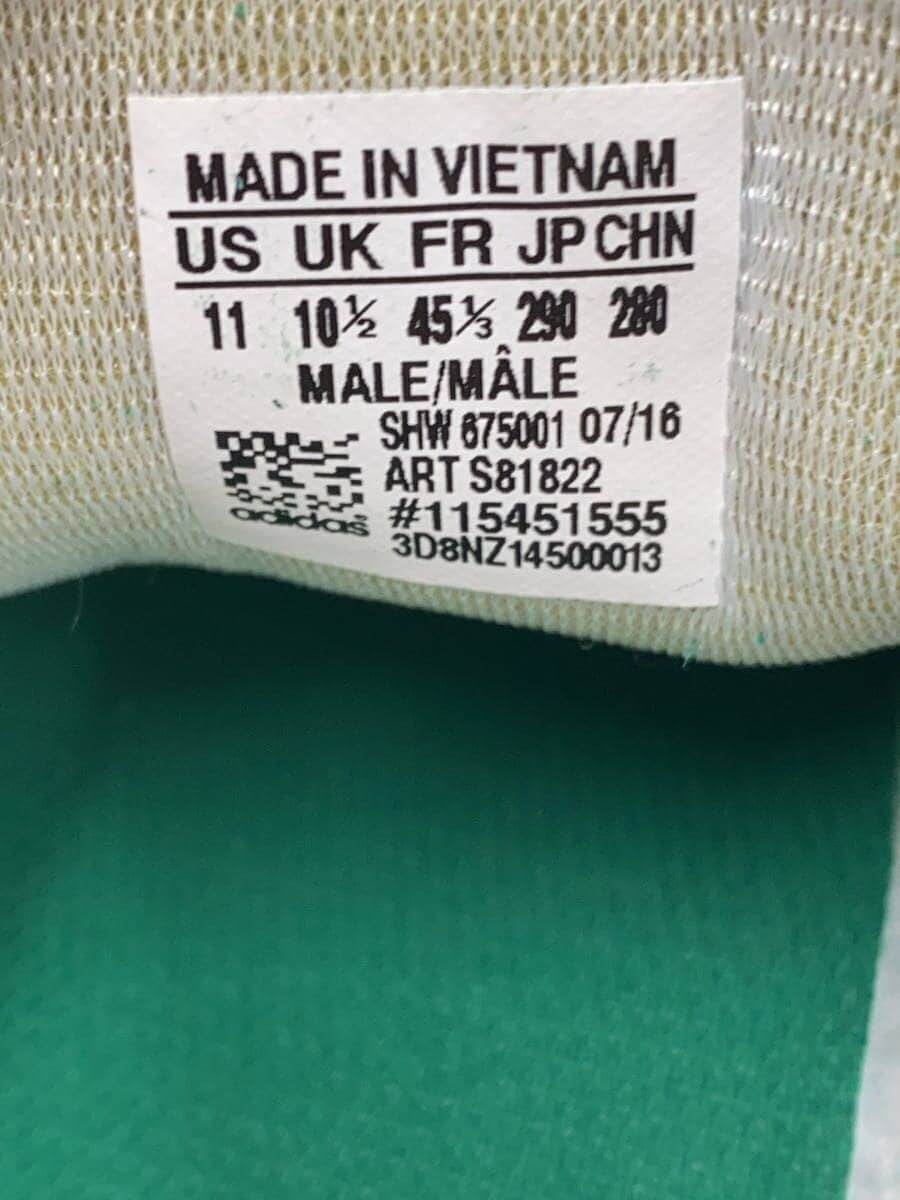 MADE IN VIETNAM
US UK FR JP CHN
11 10½ 45⅓ 290 280
MALE/MÂLE
SHW 675001 07/16
ART S81822
adidas #115451555
3D8NZ14500013